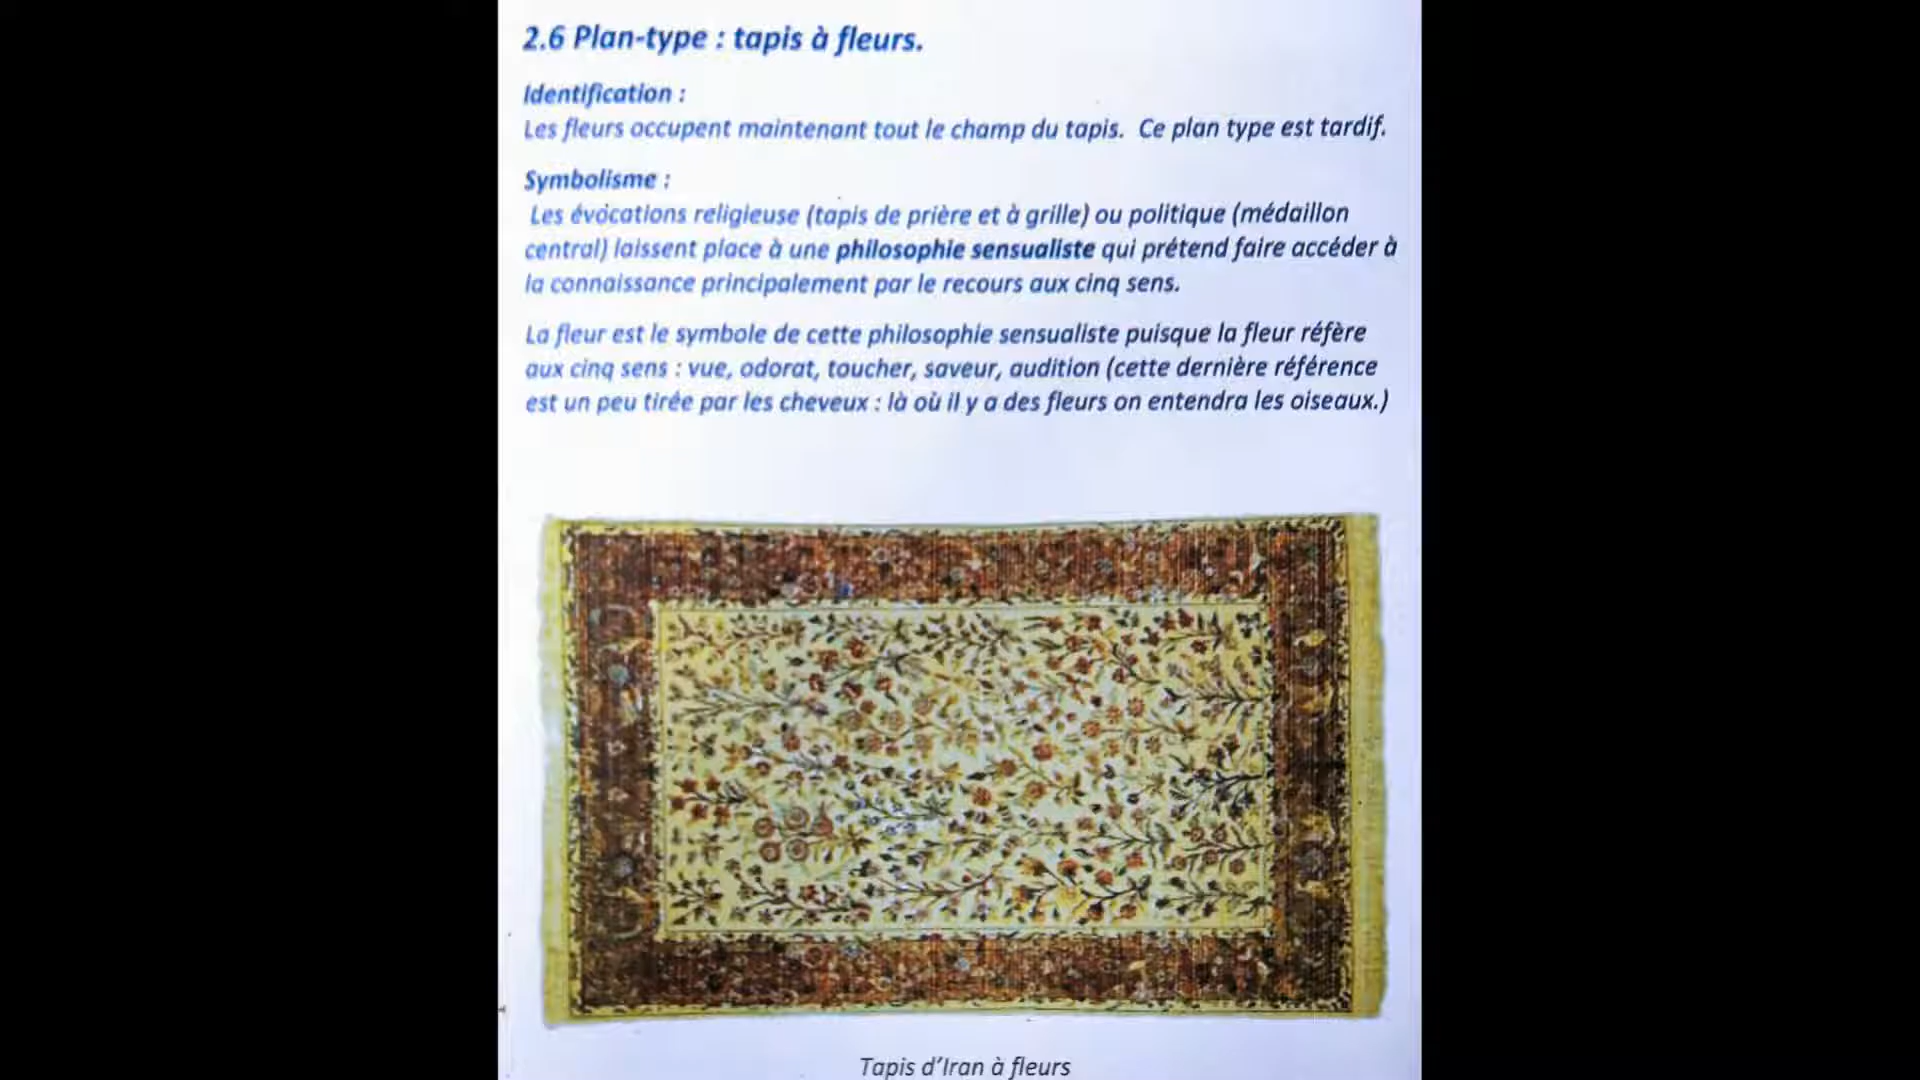 2.6 Plan-type : tapis à fleurs.
Identification :
Les fleurs occupent maintenant tout le champ du tapis. Ce plan type est tardif.
Symbolisme :
Les évocations religieuse (tapis de prière et à grille) ou politique (médaillon
central) laissent place à une philosophie sensualiste qui prétend faire accéder à
la connaissance principalement par le recours aux cinq sens.
La fleur est le symbole de cette philosophie sensualiste puisque la fleur réfère
aux cinq sens : vue, odorat, toucher, saveur, audition (cette dernière référence
est un peu tirée par les cheveux : là où il y a des fleurs on entendra les oiseaux.)
Tapis d'Iran à fleurs